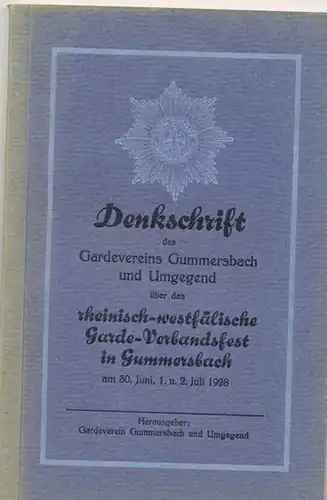 Denkschrift
des
Gardevereins Gummersbach
und Umgegend
über das
rheinisch-westfälische
Garde-Verbandsfest
in Gummersbach
am 30. Juni, 1. u. 2. Juli 1928
Herausgeber:
Gardeverein Gummersbach und Umgegend